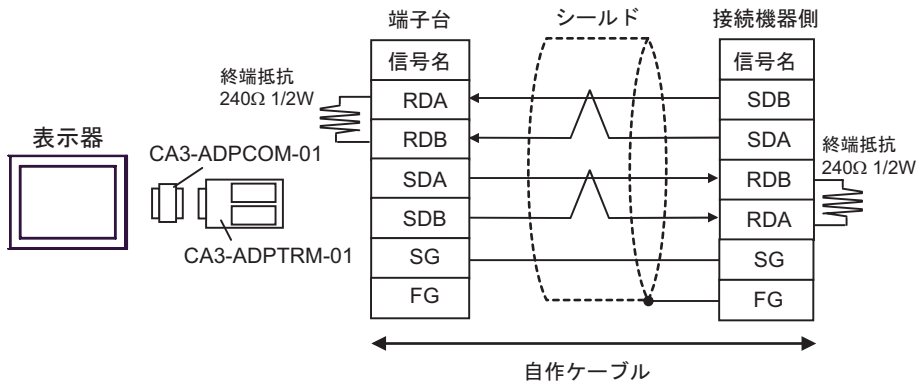 端子台
シールド
接続機器側
信号名
信号名
終端抵抗
240Ω 1/2W
RDA
SDB
RDB
SDA
表示器
CA3-ADPCOM-01
終端抵抗
240Ω 1/2W
SDA
RDB
SDB
RDA
CA3-ADPTRM-01
SG
SG
FG
FG
自作ケーブル